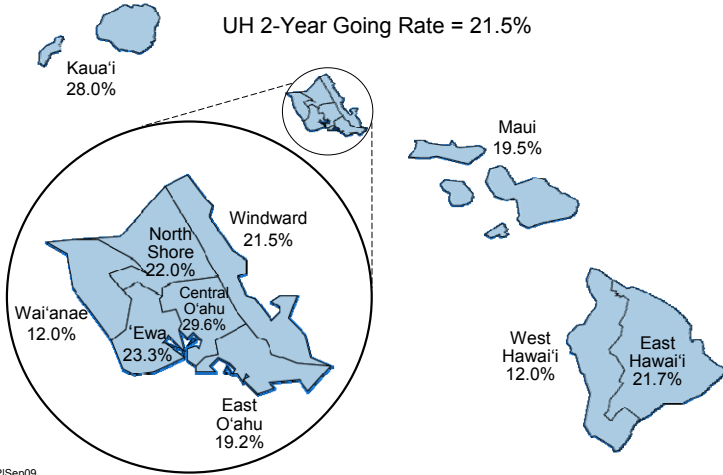 UH 2-Year Going Rate = 21.5%
Kauaʻi
28.0%
Maui
19.5%
Windward
21.5%
North
Shore
22.0%
Central
Oʻahu
29.6%
Waiʻanae
12.0%
ʻEwa
23.3%
East
Oʻahu
19.2%
West
Hawaiʻi
12.0%
East
Hawaiʻi
21.7%